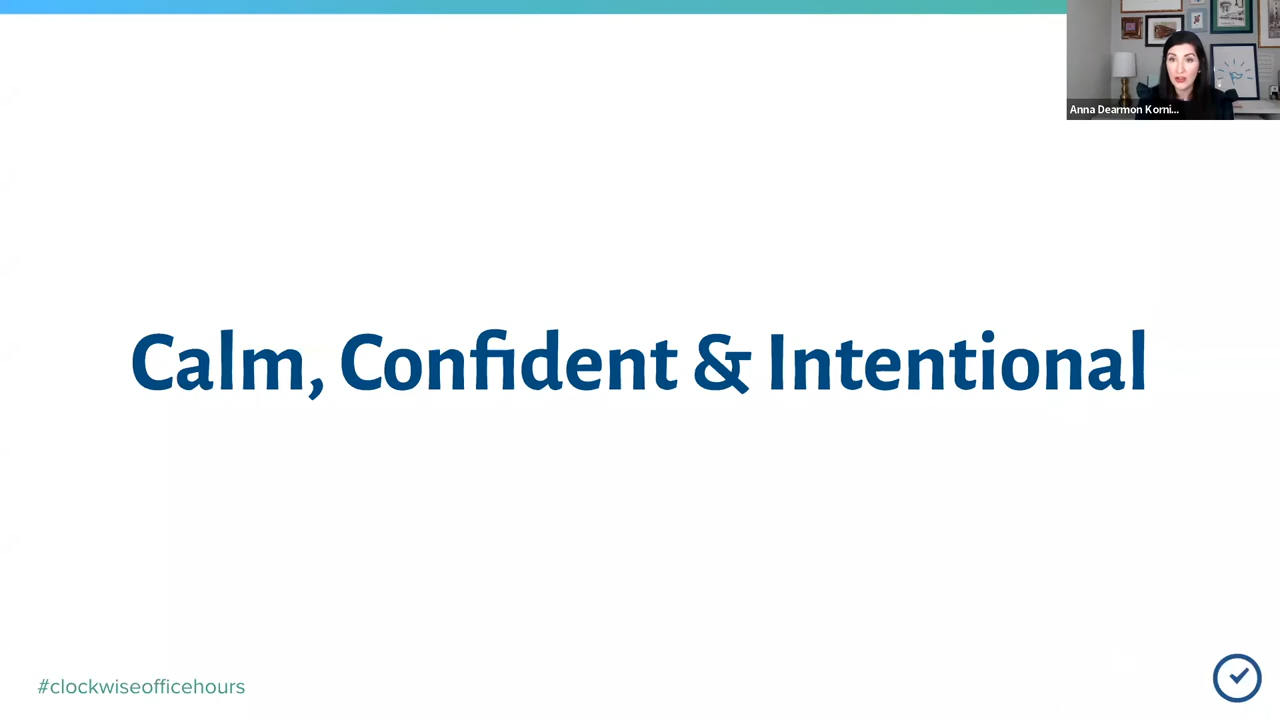 Anna Dearmon Korni...
Calm, Confident & Intentional
#clockwiseofficehours